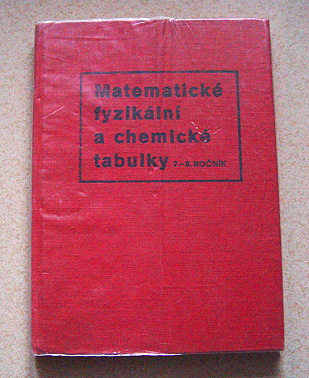 Matematické
fyzikální
a chemické
tabulky 7.–9. ROČNÍK